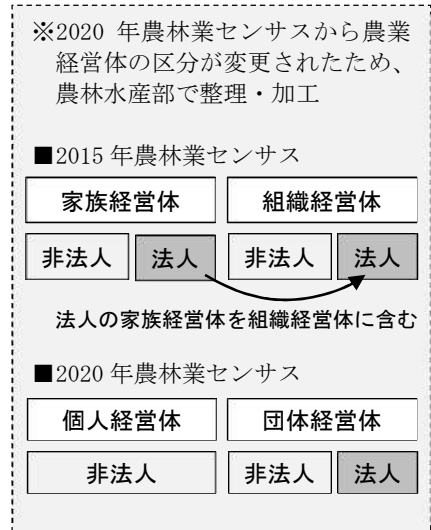 ※2020 年農林業センサスから農業
経営体の区分が変更されたため、
農林水産部で整理・加工
■2015 年農林業センサス
家族経営体 組織経営体
非法人 法人 非法人 法人
法人の家族経営体を組織経営体に含む
■2020 年農林業センサス
個人経営体 団体経営体
非法人 非法人 法人